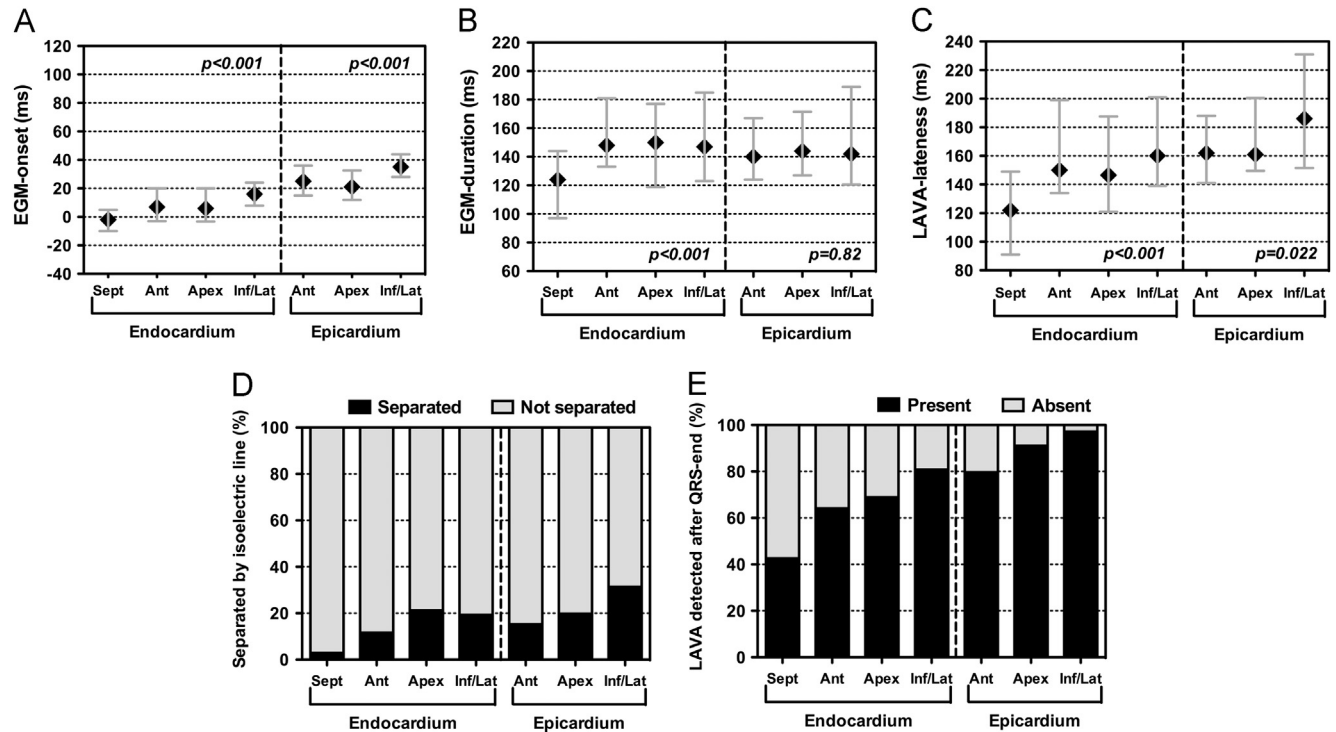 A
EGM-onset (ms)
120
100
80
60
40
20
0
-20
-40
p<0.001
p<0.001
Sept Ant Apex Inf/Lat Ant Apex Inf/Lat
Endocardium Epicardium
B
EGM-duration (ms)
220
200
180
160
140
120
100
80
60
p<0.001
p=0.82
Sept Ant Apex Inf/Lat Ant Apex Inf/Lat
Endocardium Epicardium
C
LAVA-lateness (ms)
240
220
200
180
160
140
120
100
80
p<0.001
p=0.022
Sept Ant Apex Inf/Lat Ant Apex Inf/Lat
Endocardium Epicardium
D
Separated Not separated
Separated by isoelectric line (%)
100
80
60
40
20
0
Sept Ant Apex Inf/Lat Ant Apex Inf/Lat
Endocardium Epicardium
E
Present Absent
LAVA detected after QRS-end (%)
100
80
60
40
20
0
Sept Ant Apex Inf/Lat Ant Apex Inf/Lat
Endocardium Epicardium